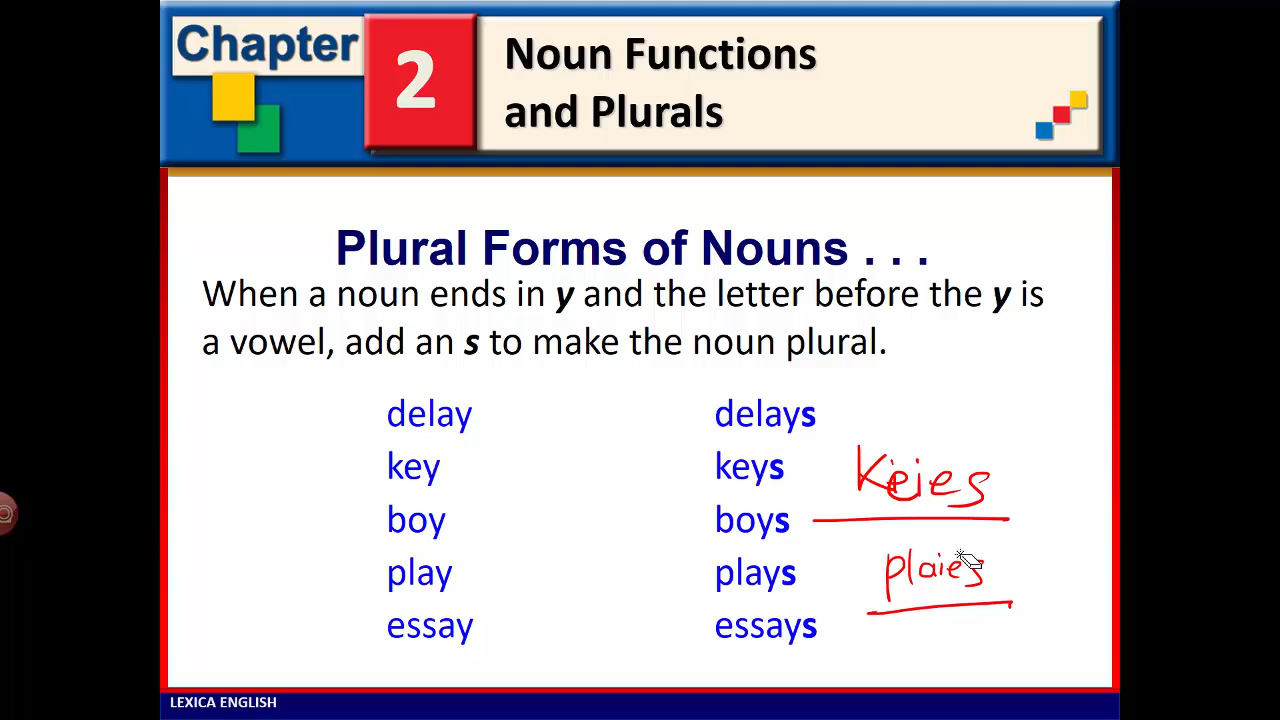 Chapter
2
Noun Functions
and Plurals
Plural Forms of Nouns . . .
When a noun ends in y and the letter before the y is
a vowel, add an s to make the noun plural.
delay delays
key keys keies
boy boys
play plays plaies
essay essays
LEXICA ENGLISH